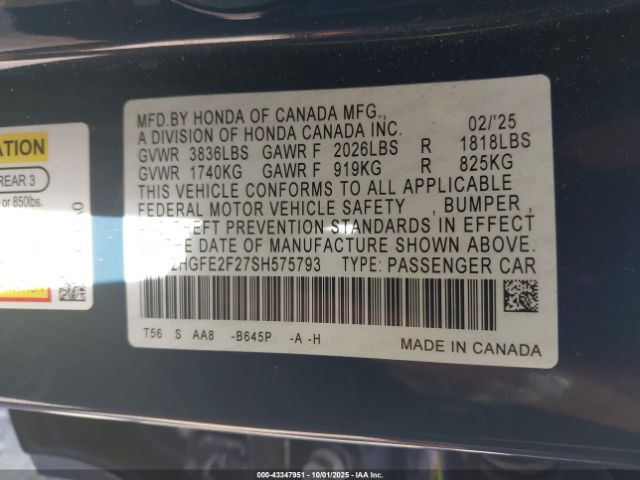 MFD.BY HONDA OF CANADA MFG.,
A DIVISION OF HONDA CANADA INC. 02/'25
GVWR 3836LBS GAWR F 2026LBS R 1818LBS
GVWR 1740KG GAWR F 919KG R 825KG
THIS VEHICLE CONFORMS TO ALL APPLICABLE
FEDERAL MOTOR VEHICLE SAFETY , BUMPER ,
THEFT PREVENTION STANDARDS IN EFFECT
THE DATE OF MANUFACTURE SHOWN ABOVE.
2HGFE2F27SH575793 TYPE: PASSENGER CAR
T56 S AA8 -B645P -A -H
MADE IN CANADA
REAR 3
or 850lbs.
000-43347951 - 10/01/2025 - IAA Inc.